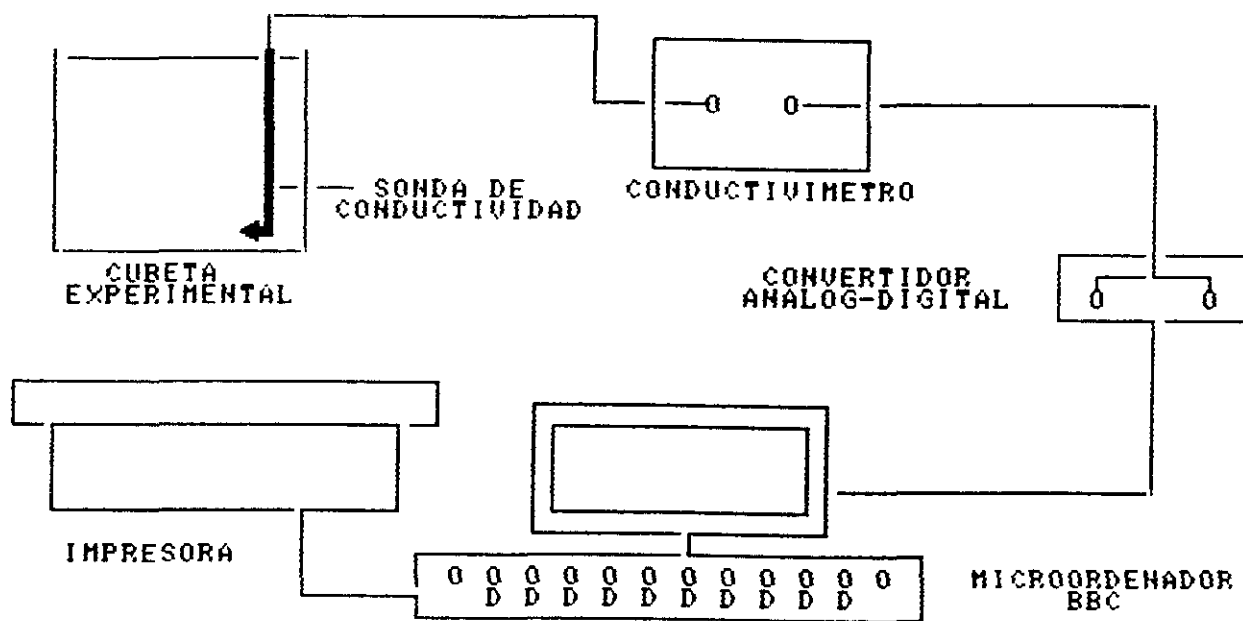 SONDA DE
CONDUCTIVIDAD
CONDUCTIVIMETRO
CUBETA
EXPERIMENTAL
CONVERTIDOR
ANALOG-DIGITAL
IMPRESORA
MICROORDENADOR
BBC